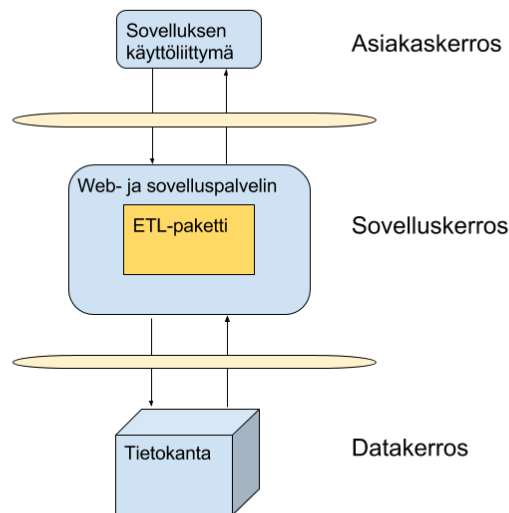 Sovelluksen
käyttöliittymä
Asiakaskerros
Web- ja sovelluspalvelin
ETL-paketti
Sovelluskerros
Tietokanta
Datakerros